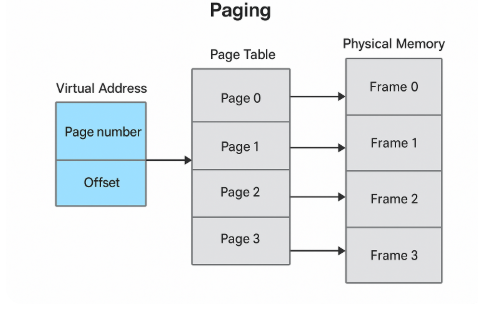 Paging
Virtual Address
Page number
Offset
Page Table
Page 0
Page 1
Page 2
Page 3
Physical Memory
Frame 0
Frame 1
Frame 2
Frame 3